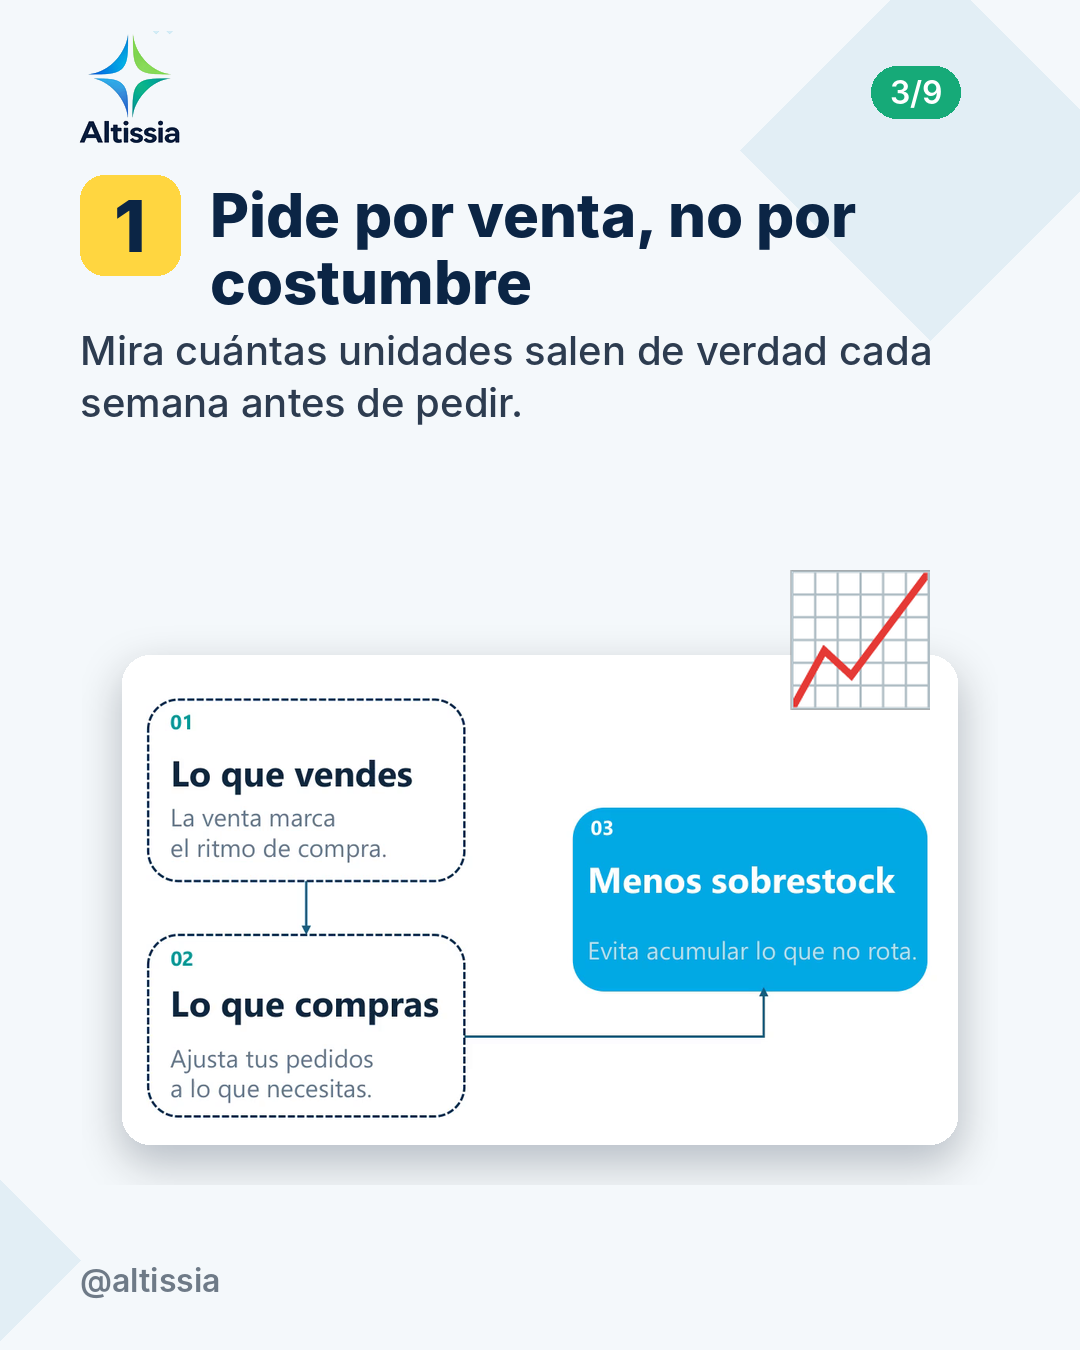 Altissia
3/9
1
Pide por venta, no por
costumbre
Mira cuántas unidades salen de verdad cada
semana antes de pedir.
01
Lo que vendes
La venta marca
el ritmo de compra.
02
Lo que compras
Ajusta tus pedidos
a lo que necesitas.
03
Menos sobrestock
Evita acumular lo que no rota.
@altissia